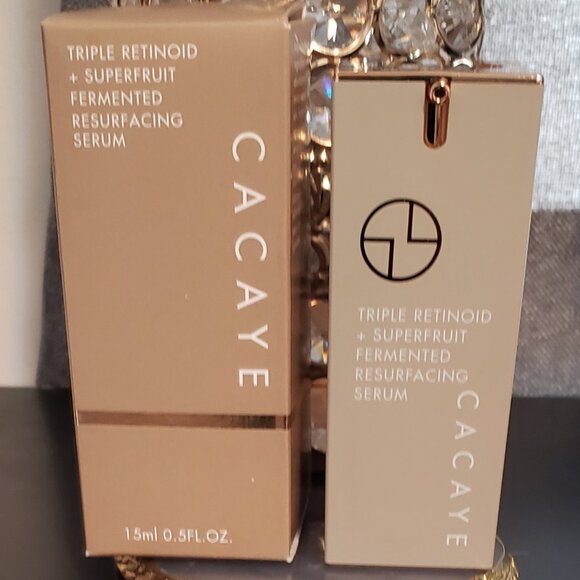 TRIPLE RETINOID
+ SUPERFRUIT
FERMENTED
RESURFACING
SERUM
CACAYE
15ml 0.5FL.OZ.
TRIPLE RETINOID
+ SUPERFRUIT
FERMENTED
RESURFACING
SERUM
CACAYE